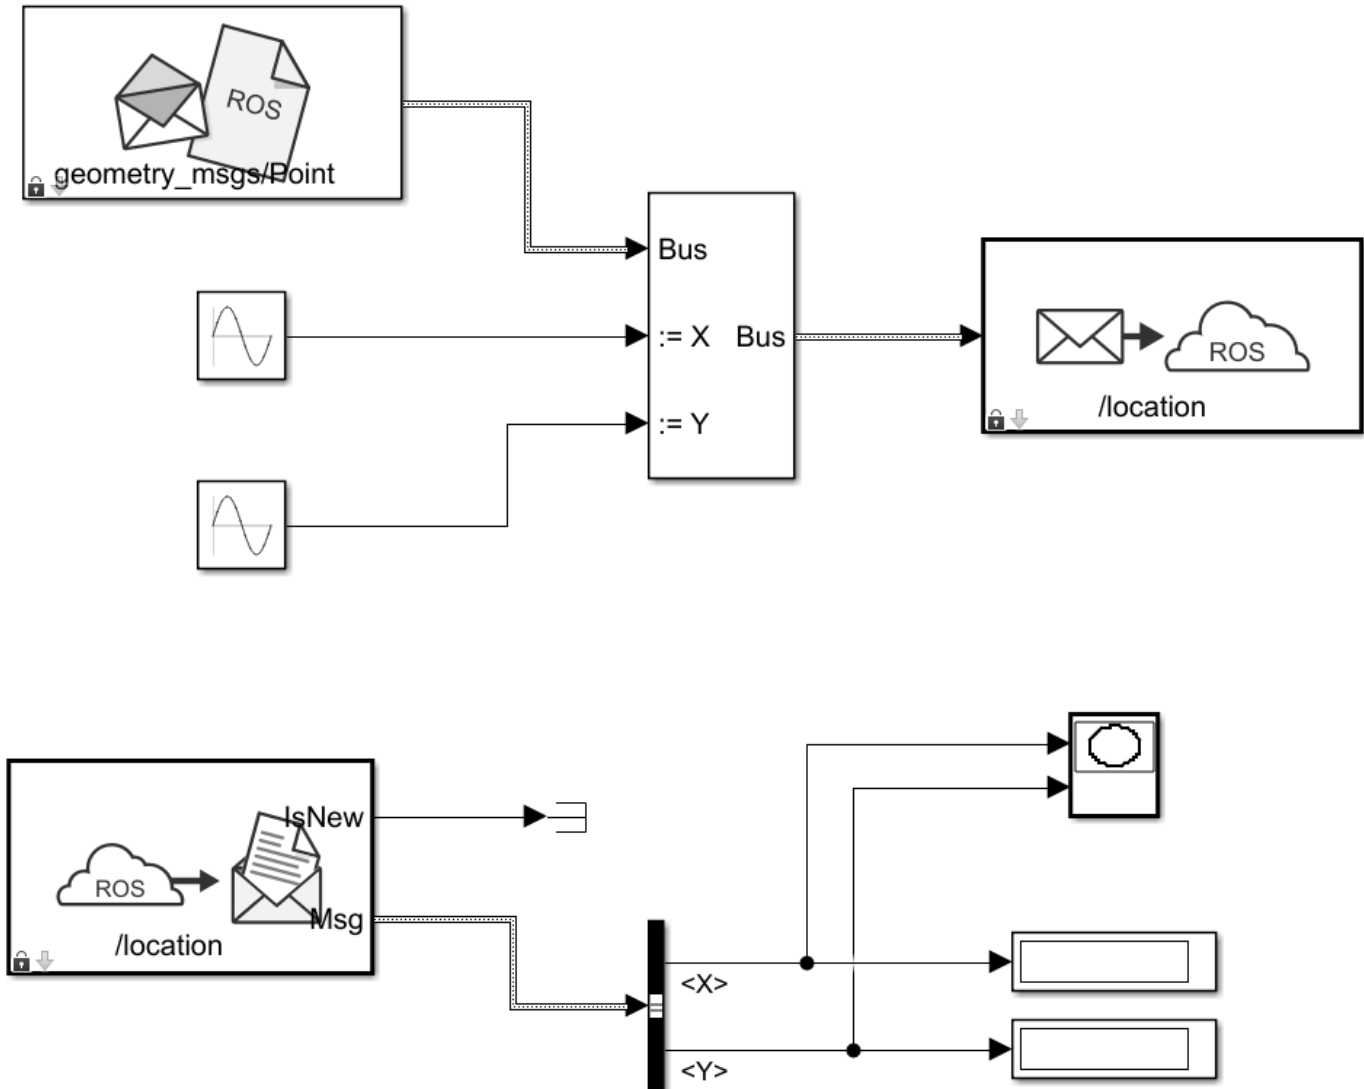 ROS
geometry_msgs/Point
Bus
:= X
Bus
:= Y
ROS
/location
IsNew
ROS
Msg
/location
<X>
<Y>